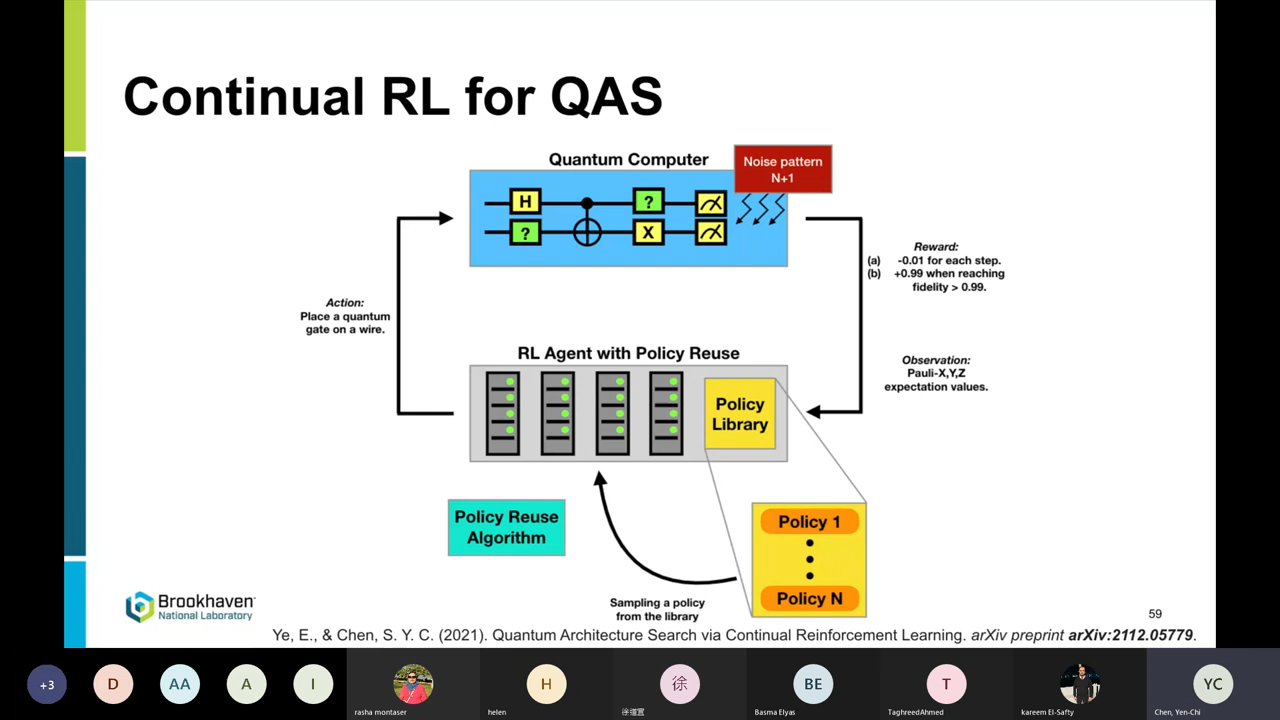 Continual RL for QAS
Quantum Computer
Noise pattern
N+1
H
?
?
X
Reward:
(a) -0.01 for each step.
(b) +0.99 when reaching
fidelity > 0.99.
Action:
Place a quantum
gate on a wire.
RL Agent with Policy Reuse
Observation:
Pauli-X,Y,Z
expectation values.
Policy
Library
Policy Reuse
Algorithm
Policy 1
Policy N
Sampling a policy
from the library
Brookhaven
National Laboratory
59
Ye, E., & Chen, S. Y. C. (2021). Quantum Architecture Search via Continual Reinforcement Learning. arXiv preprint arXiv:2112.05779.
+3
D
AA
A
I
H
徐
BE
T
YC
rasha montaser
helen
徐堉宣
Basma Elyas
TaghreedAhmed
kareem El-Safty
Chen, Yen-Chi